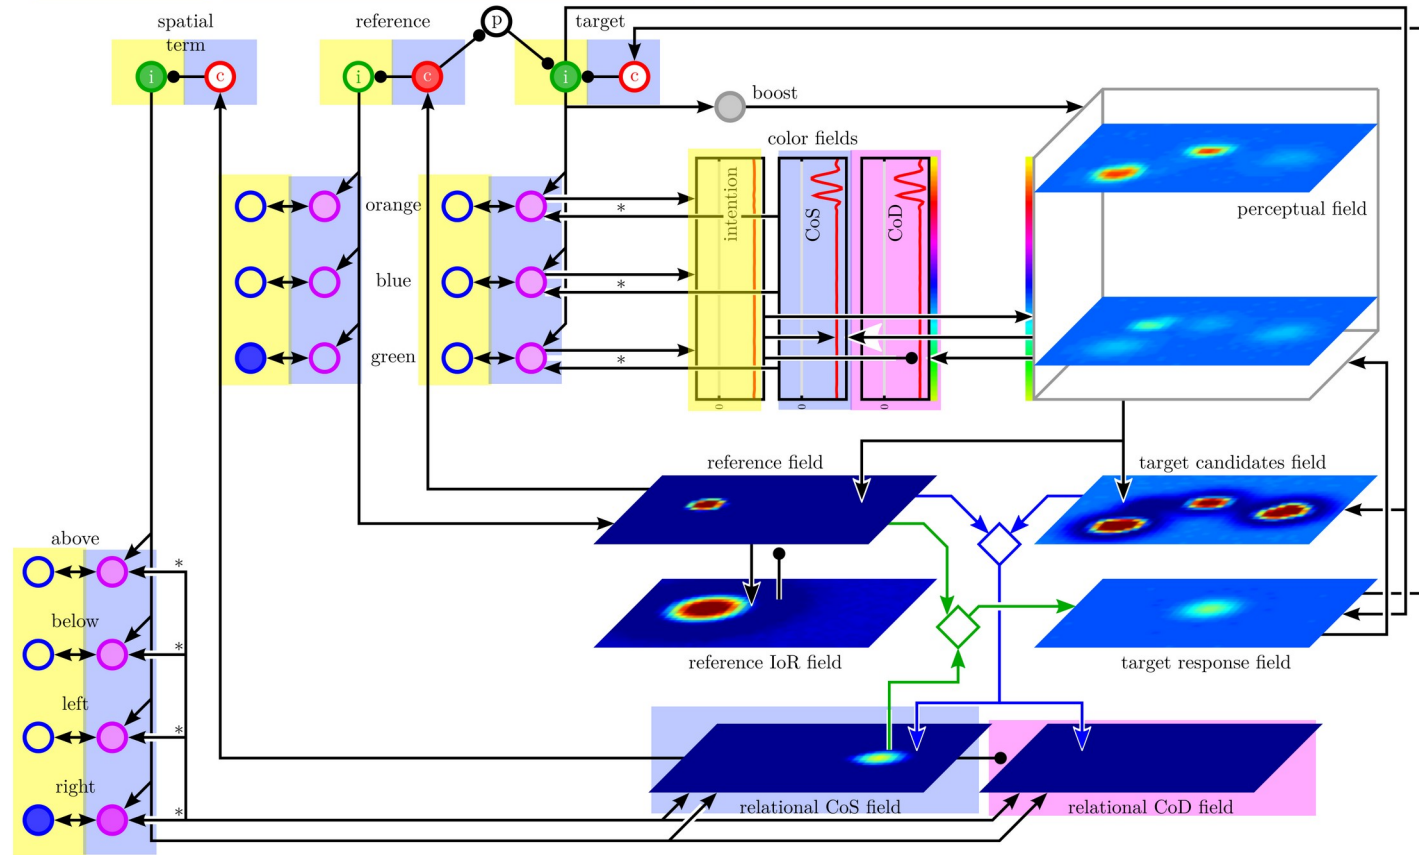 spatial
term
reference
p
target
i
c
i
c
i
c
boost
color fields
intention
CoS
CoD
perceptual field
orange
*
blue
*
green
*
0
0
0
reference field
target candidates field
above
*
below
*
reference IoR field
target response field
left
*
right
*
relational CoS field
relational CoD field